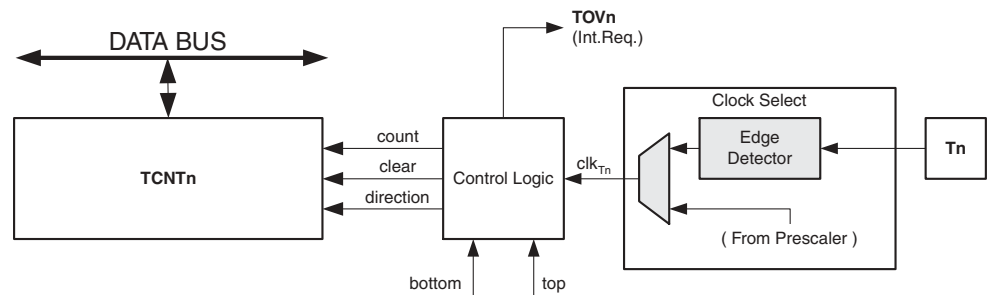 TOVn
(Int.Req.)
DATA BUS
Clock Select
count
Edge
Detector
Tn
TCNTn
clear
Control Logic
clkTn
direction
( From Prescaler )
bottom
top